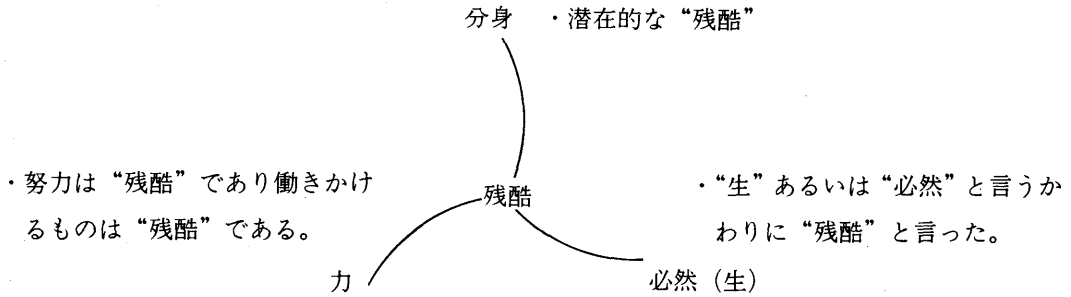 分身　・潜在的な“残酷”
・努力は“残酷”であり働きかけ
るものは“残酷”である。
残酷
・“生”あるいは“必然”と言うか
わりに“残酷”と言った。
力
必然（生）